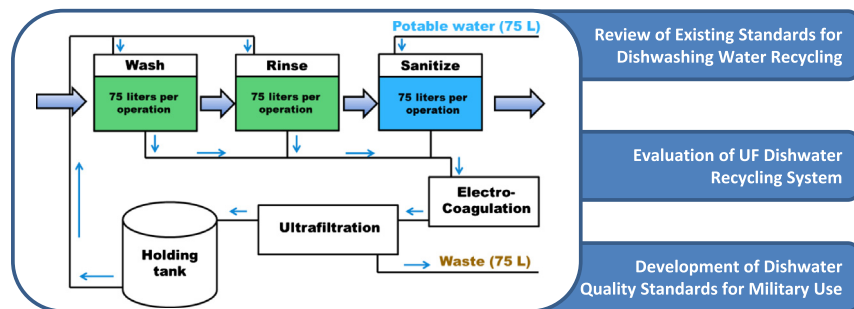 Potable water (75 L)
Wash
Rinse
Sanitize
75 liters per
operation
75 liters per
operation
75 liters per
operation
Electro-
Coagulation
Ultrafiltration
Holding
tank
Waste (75 L)
Review of Existing Standards for
Dishwashing Water Recycling
Evaluation of UF Dishwater
Recycling System
Development of Dishwater
Quality Standards for Military Use